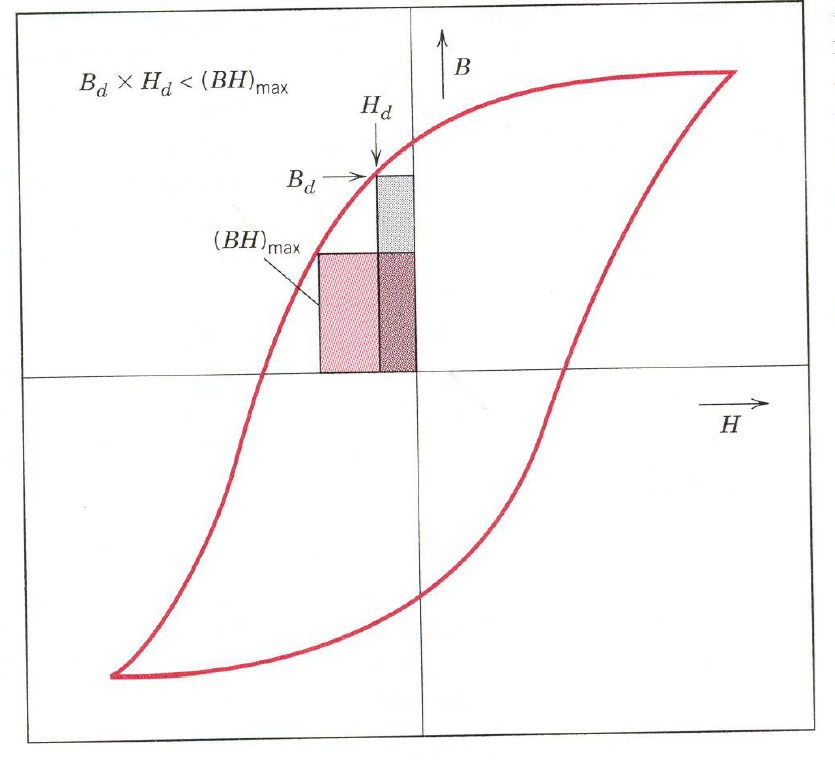 B_d × H_d < (BH)_max
B
H_d
B_d
(BH)_max
H